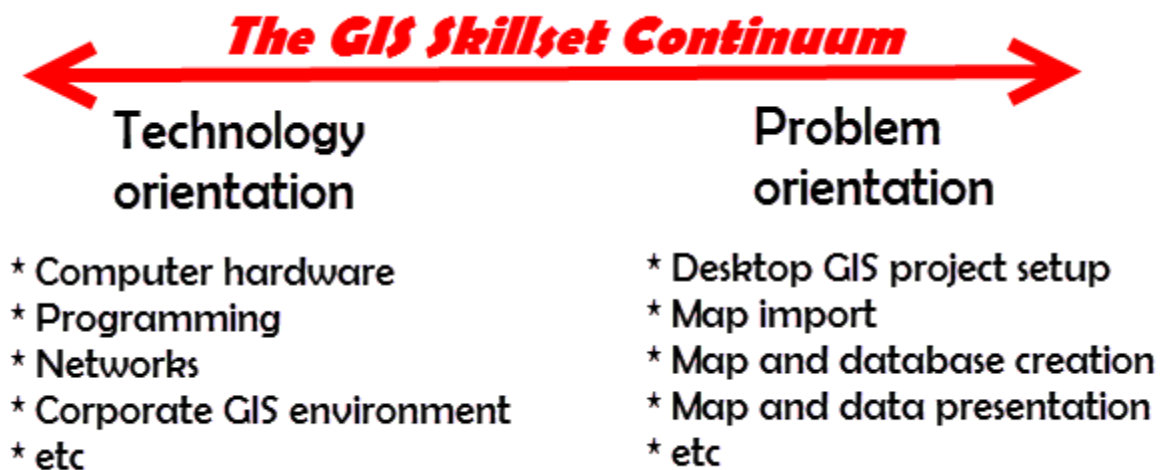 The GIS Skillset Continuum
Technology
orientation
* Computer hardware
* Programming
* Networks
* Corporate GIS environment
* etc
Problem
orientation
* Desktop GIS project setup
* Map import
* Map and database creation
* Map and data presentation
* etc